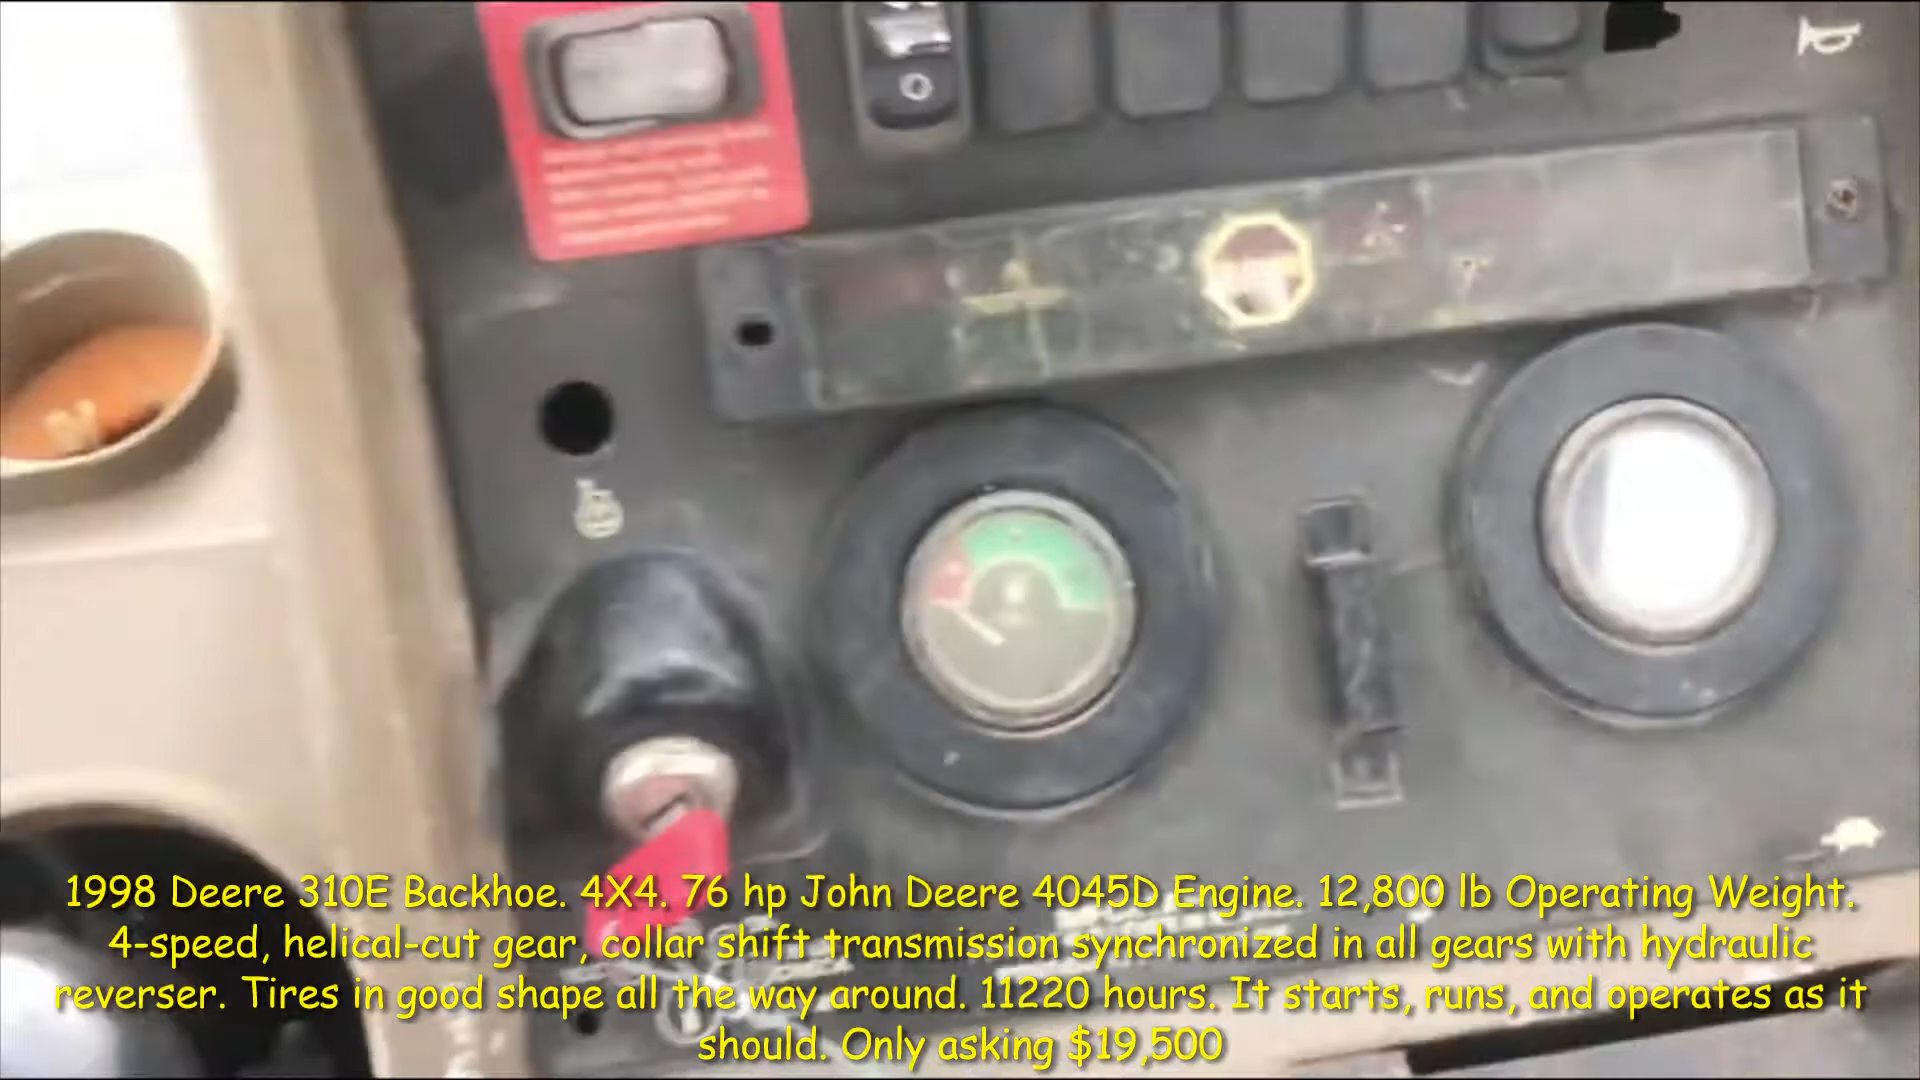 N
0
STOP
1998 Deere 310E Backhoe. 4X4. 76 hp John Deere 4045D Engine. 12,800 lb Operating Weight.
4-speed, helical-cut gear, collar shift transmission synchronized in all gears with hydraulic
reverser. Tires in good shape all the way around. 11220 hours. It starts, runs, and operates as it
should. Only asking $19,500